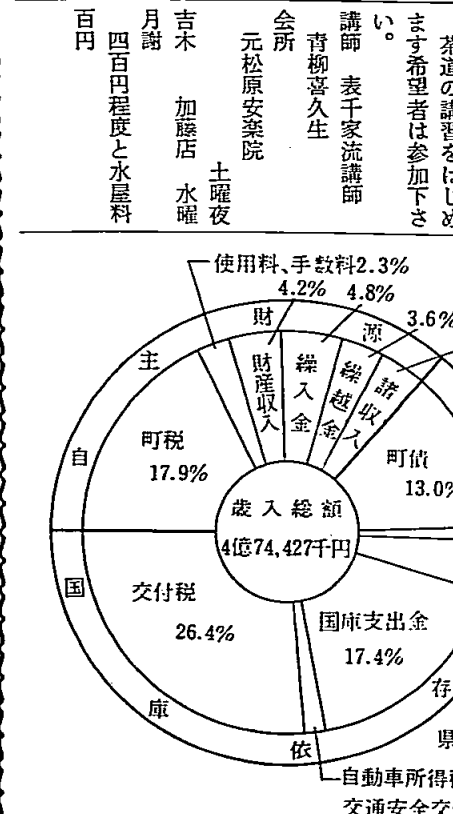 茶道の講習をはじめ
ます希望者は参加下さ
い。
講師　表千家流講師
青柳喜久生
会所
元松原安楽院
土曜夜
吉木　加藤店　水曜
月謝
四百円程度と水屋料
百円
使用料、手数料2.3%
4.2%
4.8%
3.6%
自主財源
財産収入
繰入金
繰越金
諸収入
町税
17.9%
町債
13.0%
歳入総額
4億74,427千円
交付税
26.4%
国庫支出金
17.4%
国庫依存
県
自動車所得税
交通安全交